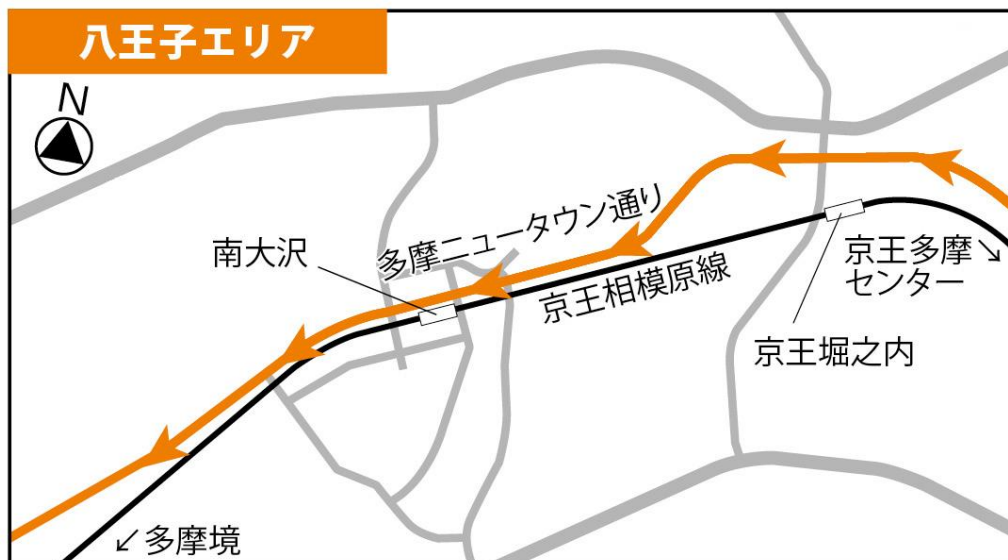 八王子エリア
N
南大沢
多摩ニュータウン通り
京王相模原線
京王多摩↘
センター
京王堀之内
↙多摩境